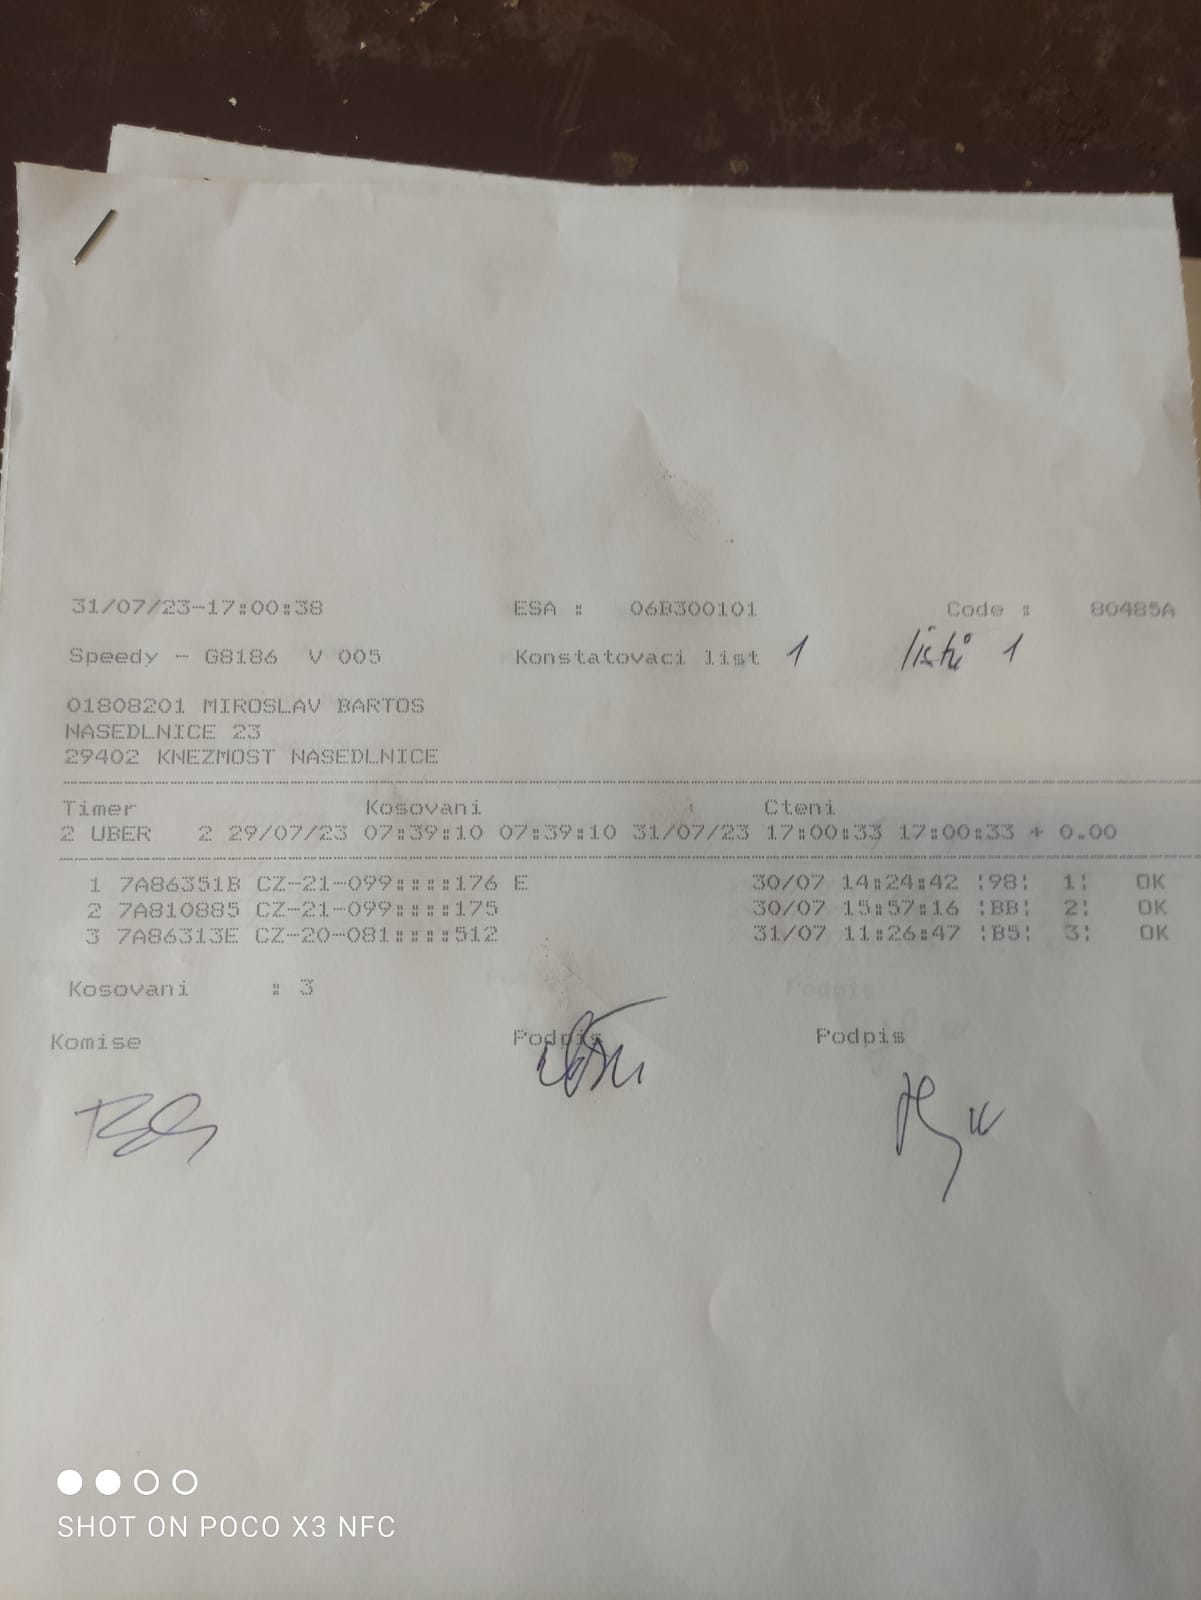 31/07/23-17:00:38 ESA : 06B300101 Code : 80485A
Speedy - G8186 V 005 Konstatovaci list 1 listů 1
01808201 MIROSLAV BARTOS
NASEDLNICE 23
29402 KNEZMOST NASEDLNICE
Timer Kosovani Cteni
2 UBER 2 29/07/23 07:39:10 07:39:10 31/07/23 17:00:33 17:00:33 + 0.00
1 7A86351B CZ-21-099::::176 E 30/07 14:24:42 ¦98¦ 1¦ OK
2 7A810885 CZ-21-099::::175 30/07 15:57:16 ¦BB¦ 2¦ OK
3 7A86313E CZ-20-081::::512 31/07 11:26:47 ¦B5¦ 3¦ OK
Kosovani : 3
Komise Podpis Podpis
SHOT ON POCO X3 NFC